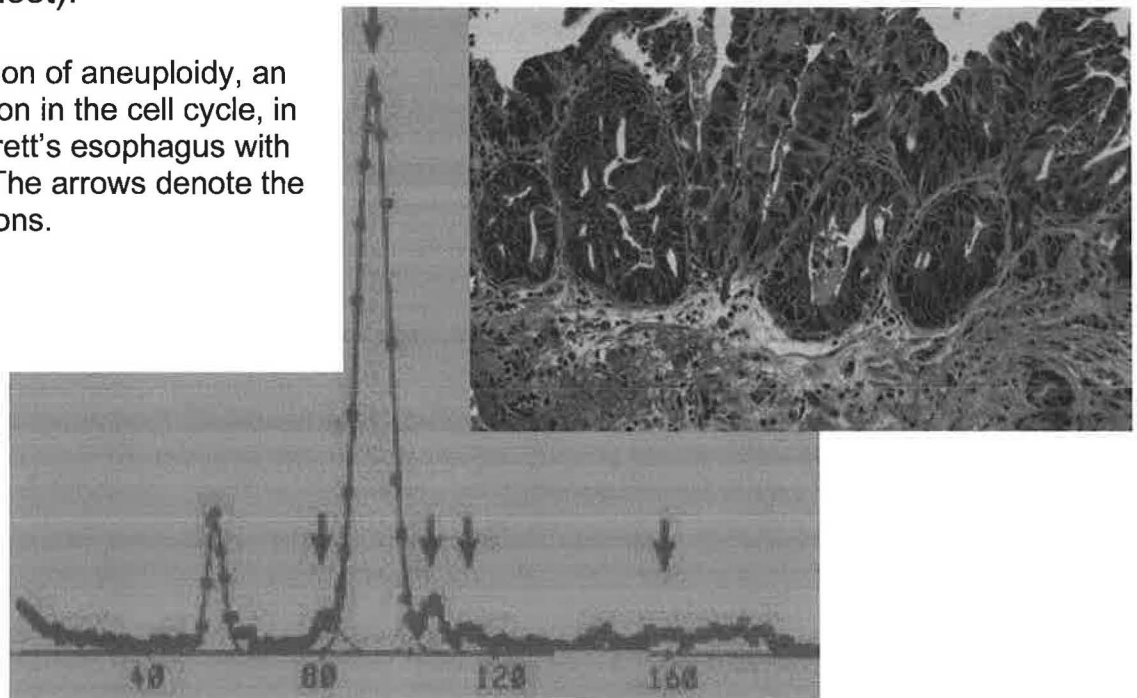 ion of aneuploidy, an
on in the cell cycle, in
rett's esophagus with
The arrows denote the
ons.
40 80 120 160